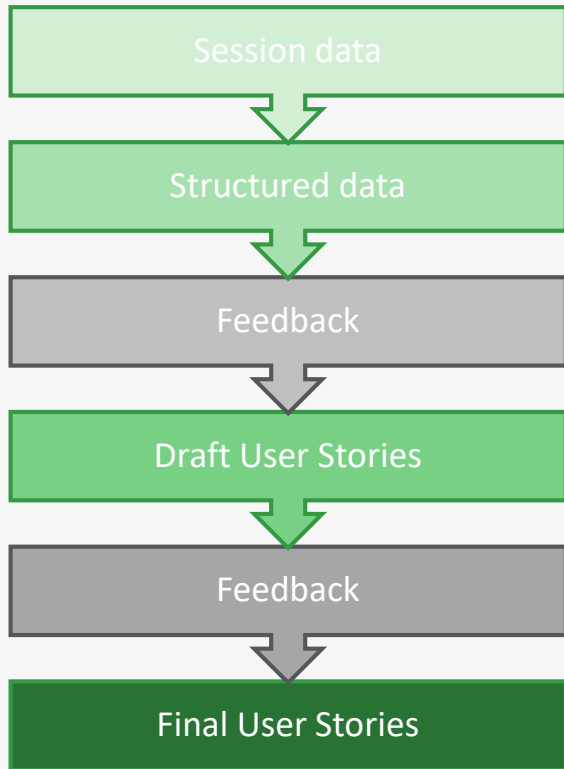 Session data
Structured data
Feedback
Draft User Stories
Feedback
Final User Stories